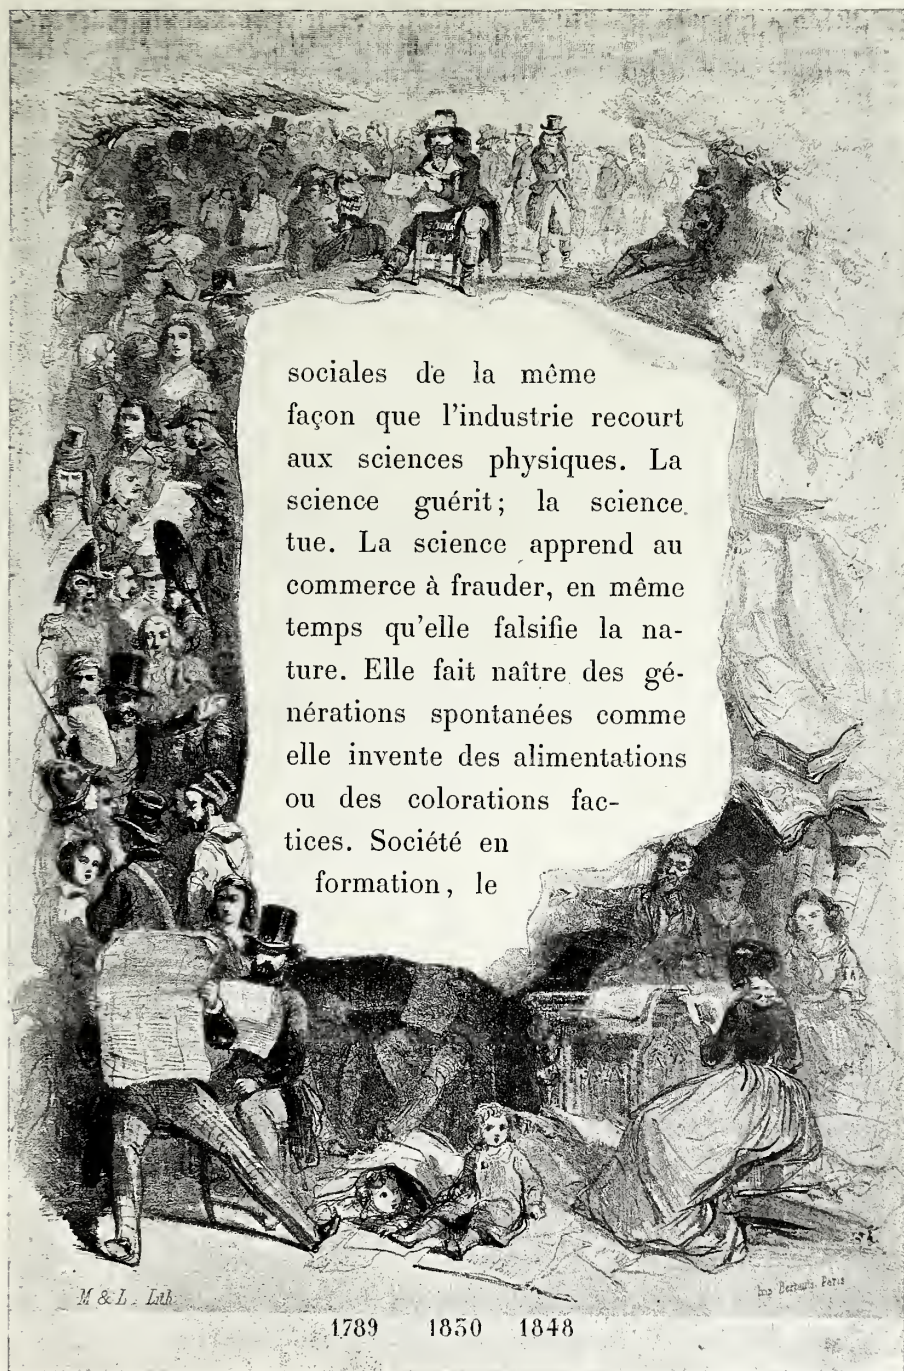 sociales de la même
façon que l'industrie recourt
aux sciences physiques. La
science guérit; la science
tue. La science apprend au
commerce à frauder, en même
temps qu'elle falsifie la na-
ture. Elle fait naître des gé-
nérations spontanées comme
elle invente des alimentations
ou des colorations fac-
tices. Société en
formation, le
M & L. Lith.
Imp Bertauts. Paris
1789 1830 1848